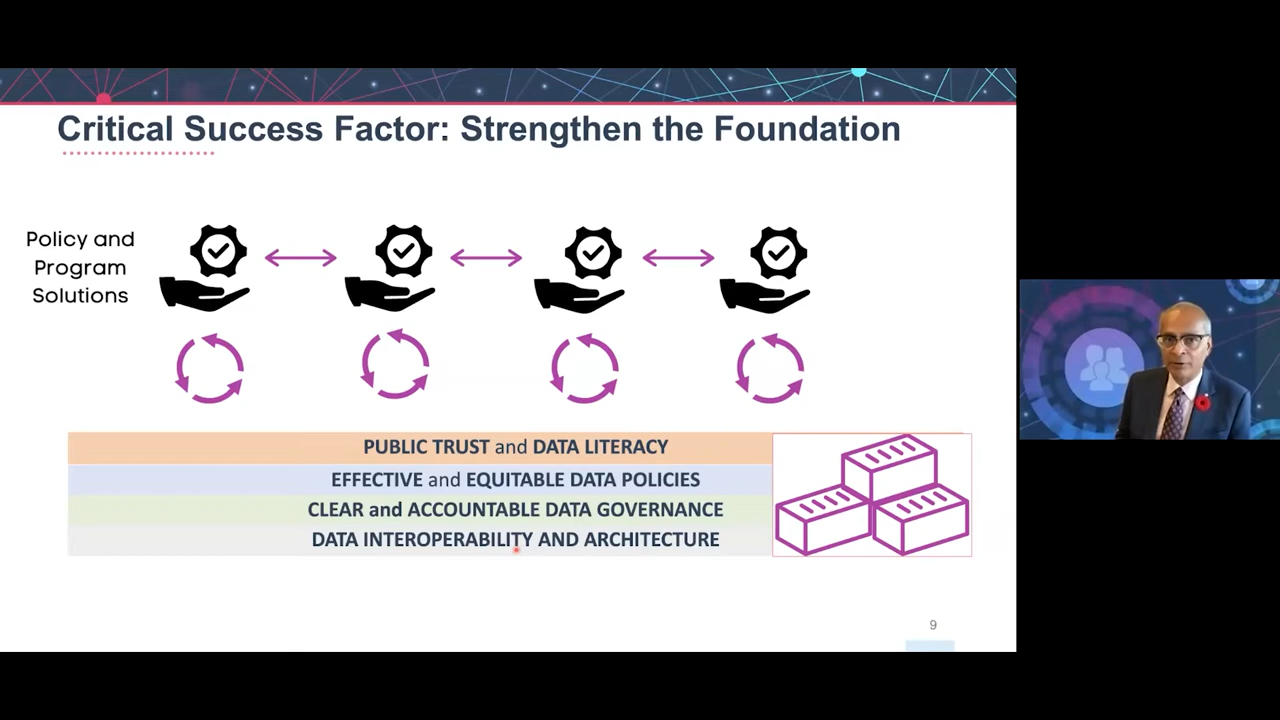 Critical Success Factor: Strengthen the Foundation
Policy and
Program
Solutions
PUBLIC TRUST and DATA LITERACY
EFFECTIVE and EQUITABLE DATA POLICIES
CLEAR and ACCOUNTABLE DATA GOVERNANCE
DATA INTEROPERABILITY AND ARCHITECTURE
9